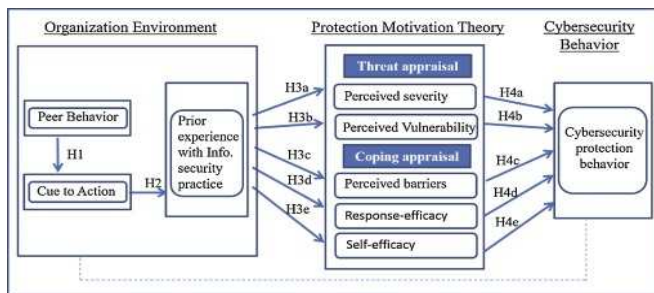 Organization Environment
Protection Motivation Theory
Cybersecurity
Behavior
Threat appraisal
H3a
Perceived severity
H4a
Peer Behavior
Prior
experience
with Info.
security
practice
H3b
Perceived Vulnerability
H4b
Cybersecurity
protection
behavior
H1
H3c
Coping appraisal
H4c
Cue to Action
H2
H3d
Perceived barriers
H4d
H3e
Response-efficacy
H4e
Self-efficacy